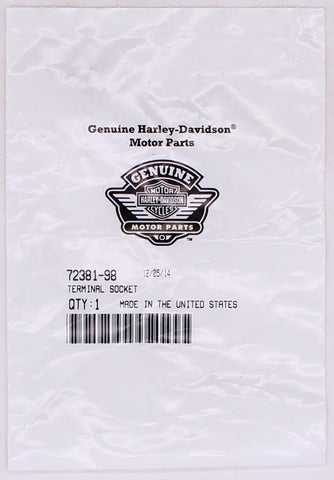 Genuine Harley-Davidson®
Motor Parts
GENUINE
MOTOR
HARLEY-DAVIDSON
CYCLES
MOTOR PARTS
™
72381-98 12/05/14
TERMINAL SOCKET
QTY:1 MADE IN THE UNITED STATES